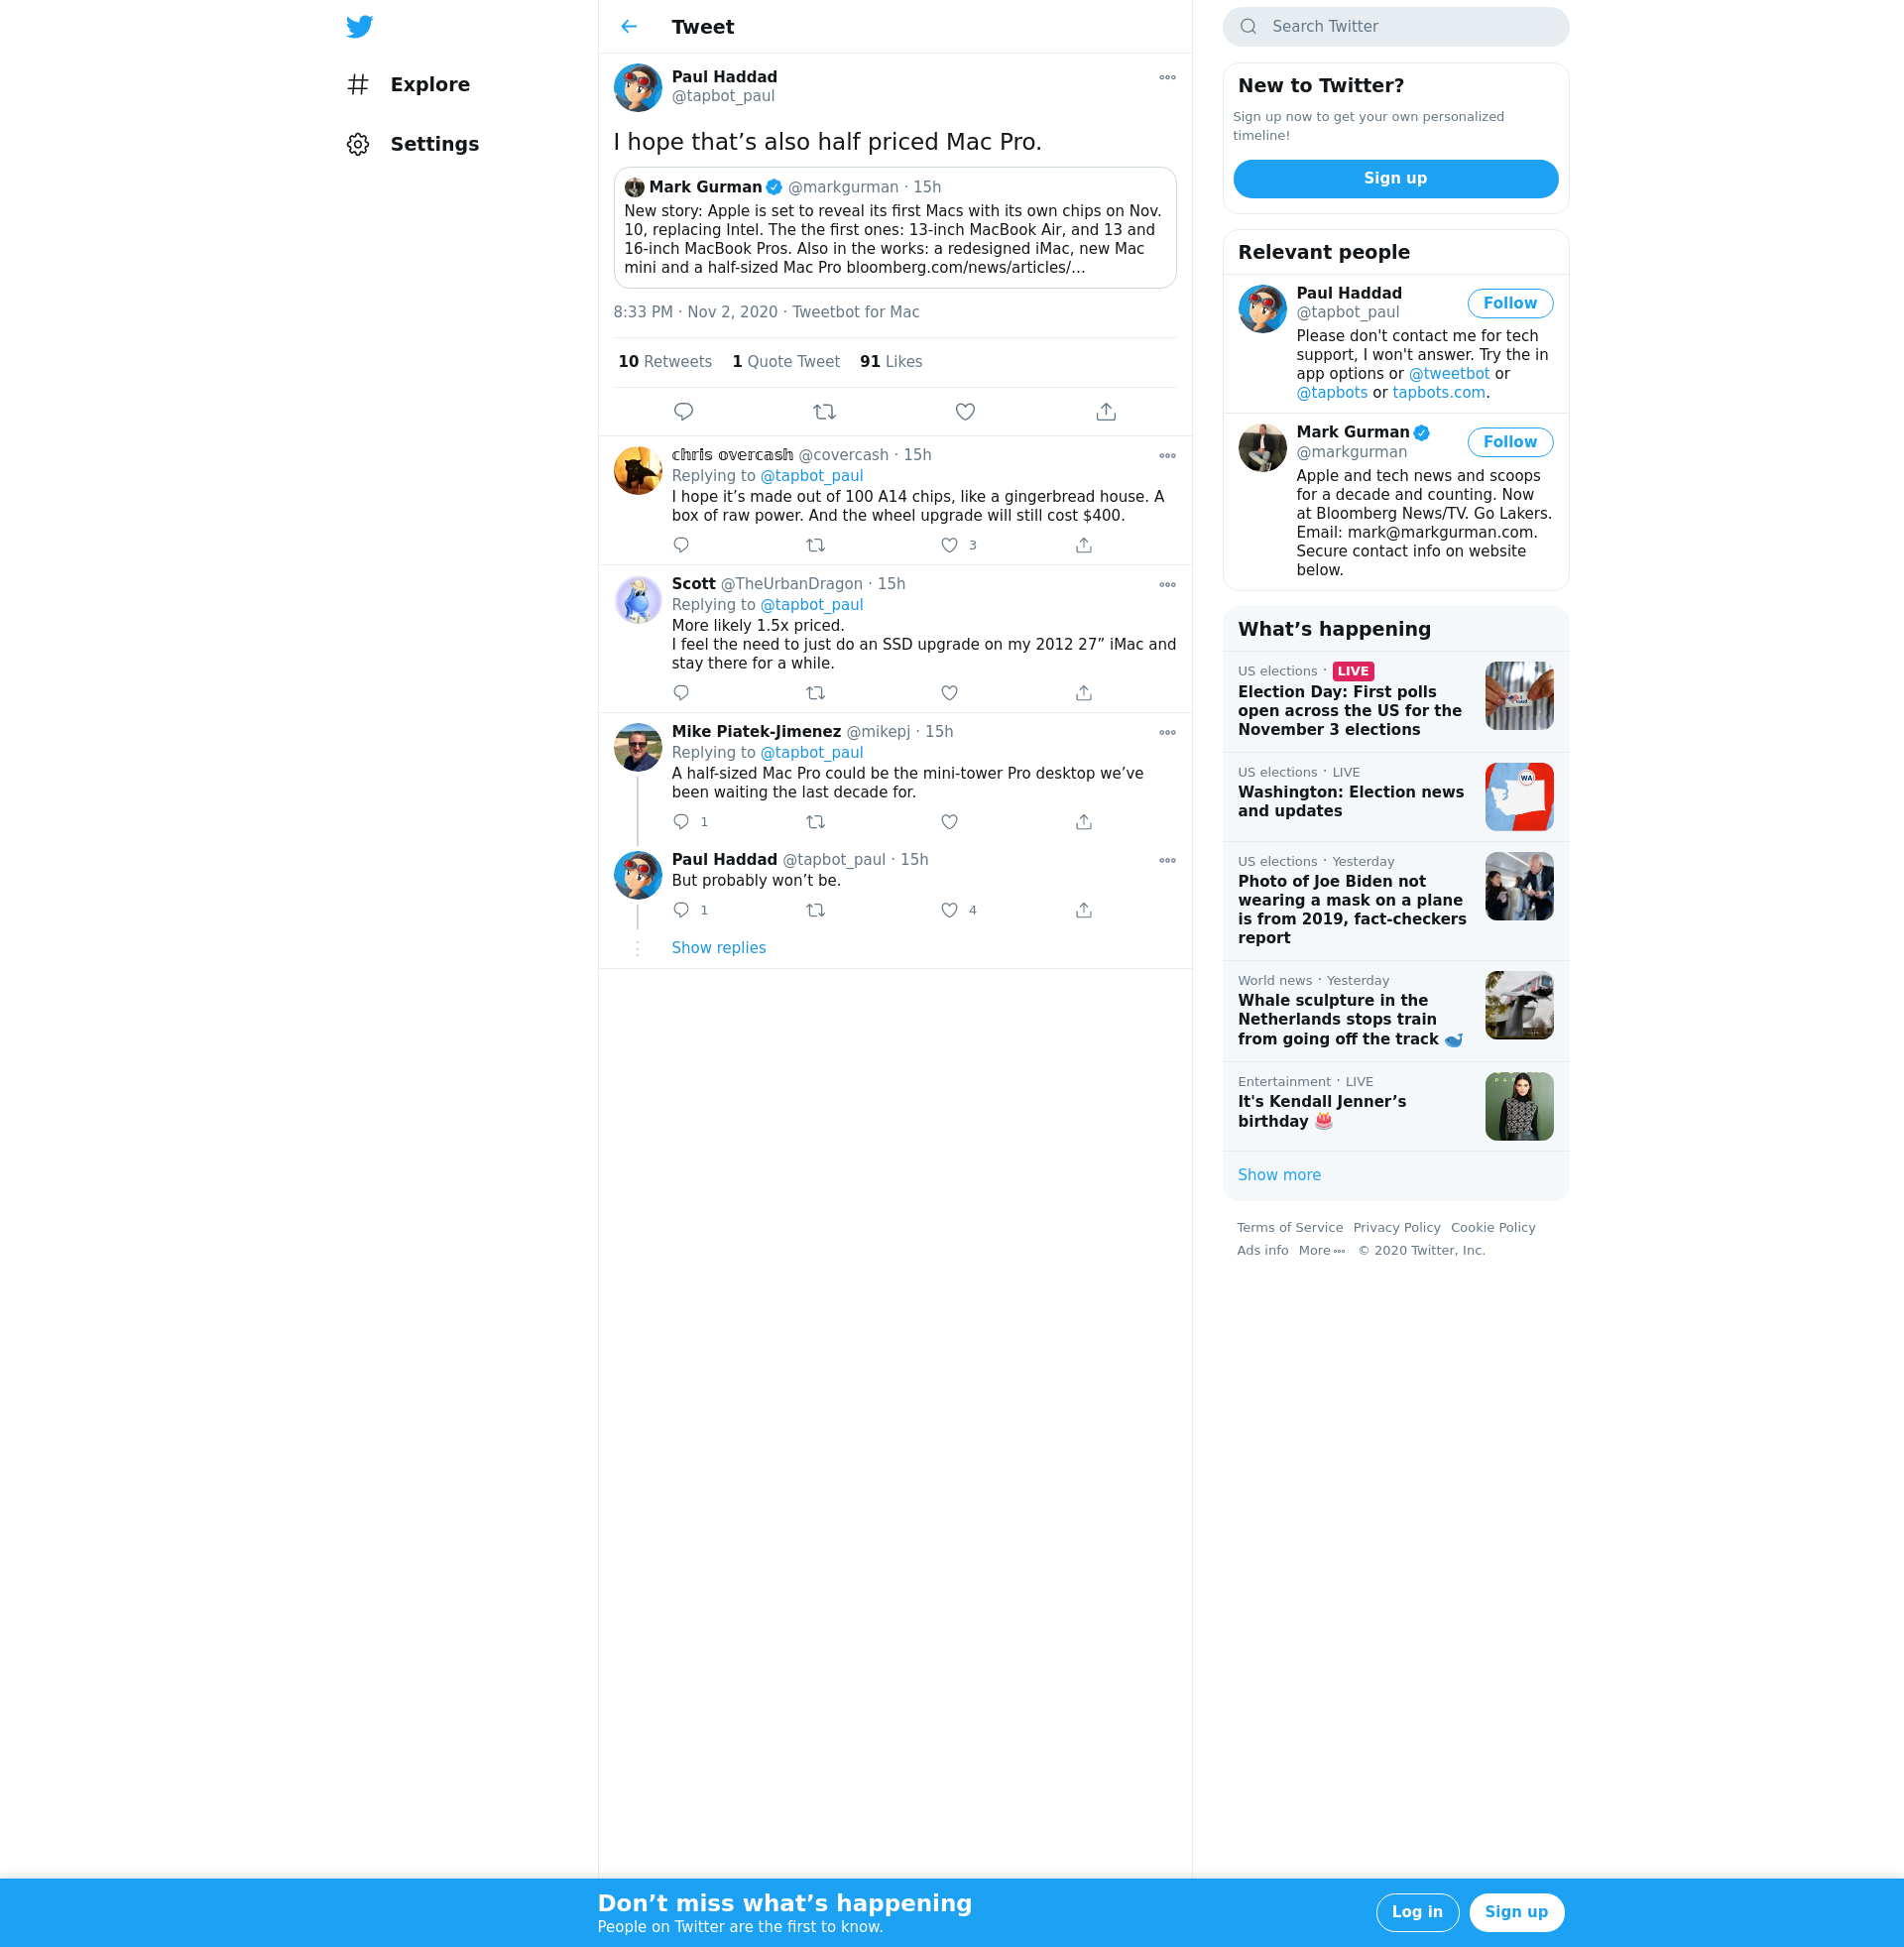 Explore
Settings
Tweet
Paul Haddad
@tapbot_paul
I hope that’s also half priced Mac Pro.
Mark Gurman @markgurman · 15h
New story: Apple is set to reveal its first Macs with its own chips on Nov.
10, replacing Intel. The the first ones: 13-inch MacBook Air, and 13 and
16-inch MacBook Pros. Also in the works: a redesigned iMac, new Mac
mini and a half-sized Mac Pro bloomberg.com/news/articles/…
8:33 PM · Nov 2, 2020 · Tweetbot for Mac
10 Retweets 1 Quote Tweet 91 Likes
𝕔𝕙𝕣𝕚𝕤 𝕠𝕧𝕖𝕣𝕔𝕒𝕤𝕙 @covercash · 15h
Replying to @tapbot_paul
I hope it’s made out of 100 A14 chips, like a gingerbread house. A
box of raw power. And the wheel upgrade will still cost $400.
3
Scott @TheUrbanDragon · 15h
Replying to @tapbot_paul
More likely 1.5x priced.
I feel the need to just do an SSD upgrade on my 2012 27” iMac and
stay there for a while.
Mike Piatek-Jimenez @mikepj · 15h
Replying to @tapbot_paul
A half-sized Mac Pro could be the mini-tower Pro desktop we’ve
been waiting the last decade for.
1
Paul Haddad @tapbot_paul · 15h
But probably won’t be.
1 4
Show replies
Search Twitter
New to Twitter?
Sign up now to get your own personalized
timeline!
Sign up
Relevant people
Paul Haddad
@tapbot_paul
Follow
Please don't contact me for tech
support, I won't answer. Try the in
app options or @tweetbot or
@tapbots or tapbots.com.
Mark Gurman
@markgurman
Follow
Apple and tech news and scoops
for a decade and counting. Now
at Bloomberg News/TV. Go Lakers.
Email: mark@markgurman.com.
Secure contact info on website
below.
What’s happening
US elections · LIVE
Election Day: First polls
open across the US for the
November 3 elections
US elections · LIVE
Washington: Election news
and updates
WA
US elections · Yesterday
Photo of Joe Biden not
wearing a mask on a plane
is from 2019, fact-checkers
report
World news · Yesterday
Whale sculpture in the
Netherlands stops train
from going off the track 🐋
Entertainment · LIVE
It's Kendall Jenner’s
birthday 🎂
Show more
Terms of Service Privacy Policy Cookie Policy
Ads info More © 2020 Twitter, Inc.
Don’t miss what’s happening
People on Twitter are the first to know.
Log in
Sign up